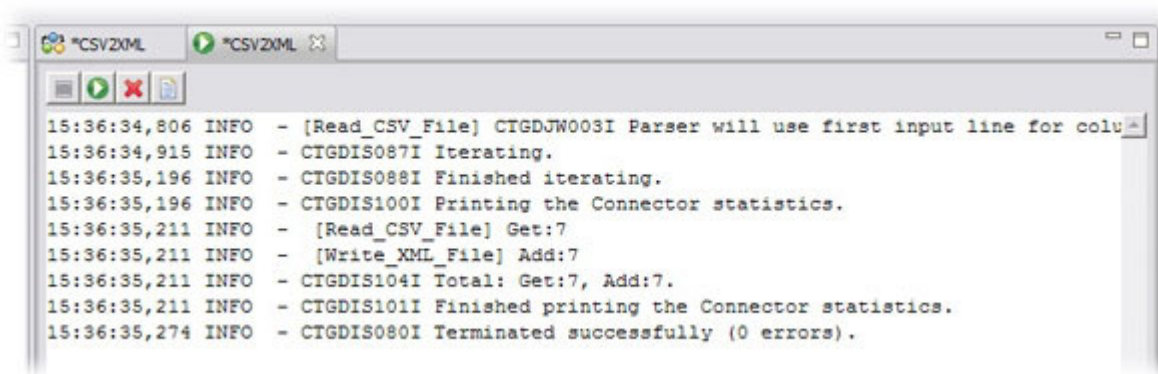 *CSV2XML *CSV2XML
15:36:34,806 INFO - [Read_CSV_File] CTGDJW003I Parser will use first input line for colu
15:36:34,915 INFO - CTGDIS087I Iterating.
15:36:35,196 INFO - CTGDIS088I Finished iterating.
15:36:35,196 INFO - CTGDIS100I Printing the Connector statistics.
15:36:35,211 INFO - [Read_CSV_File] Get:7
15:36:35,211 INFO - [Write_XML_File] Add:7
15:36:35,211 INFO - CTGDIS104I Total: Get:7, Add:7.
15:36:35,211 INFO - CTGDIS101I Finished printing the Connector statistics.
15:36:35,274 INFO - CTGDIS080I Terminated successfully (0 errors).